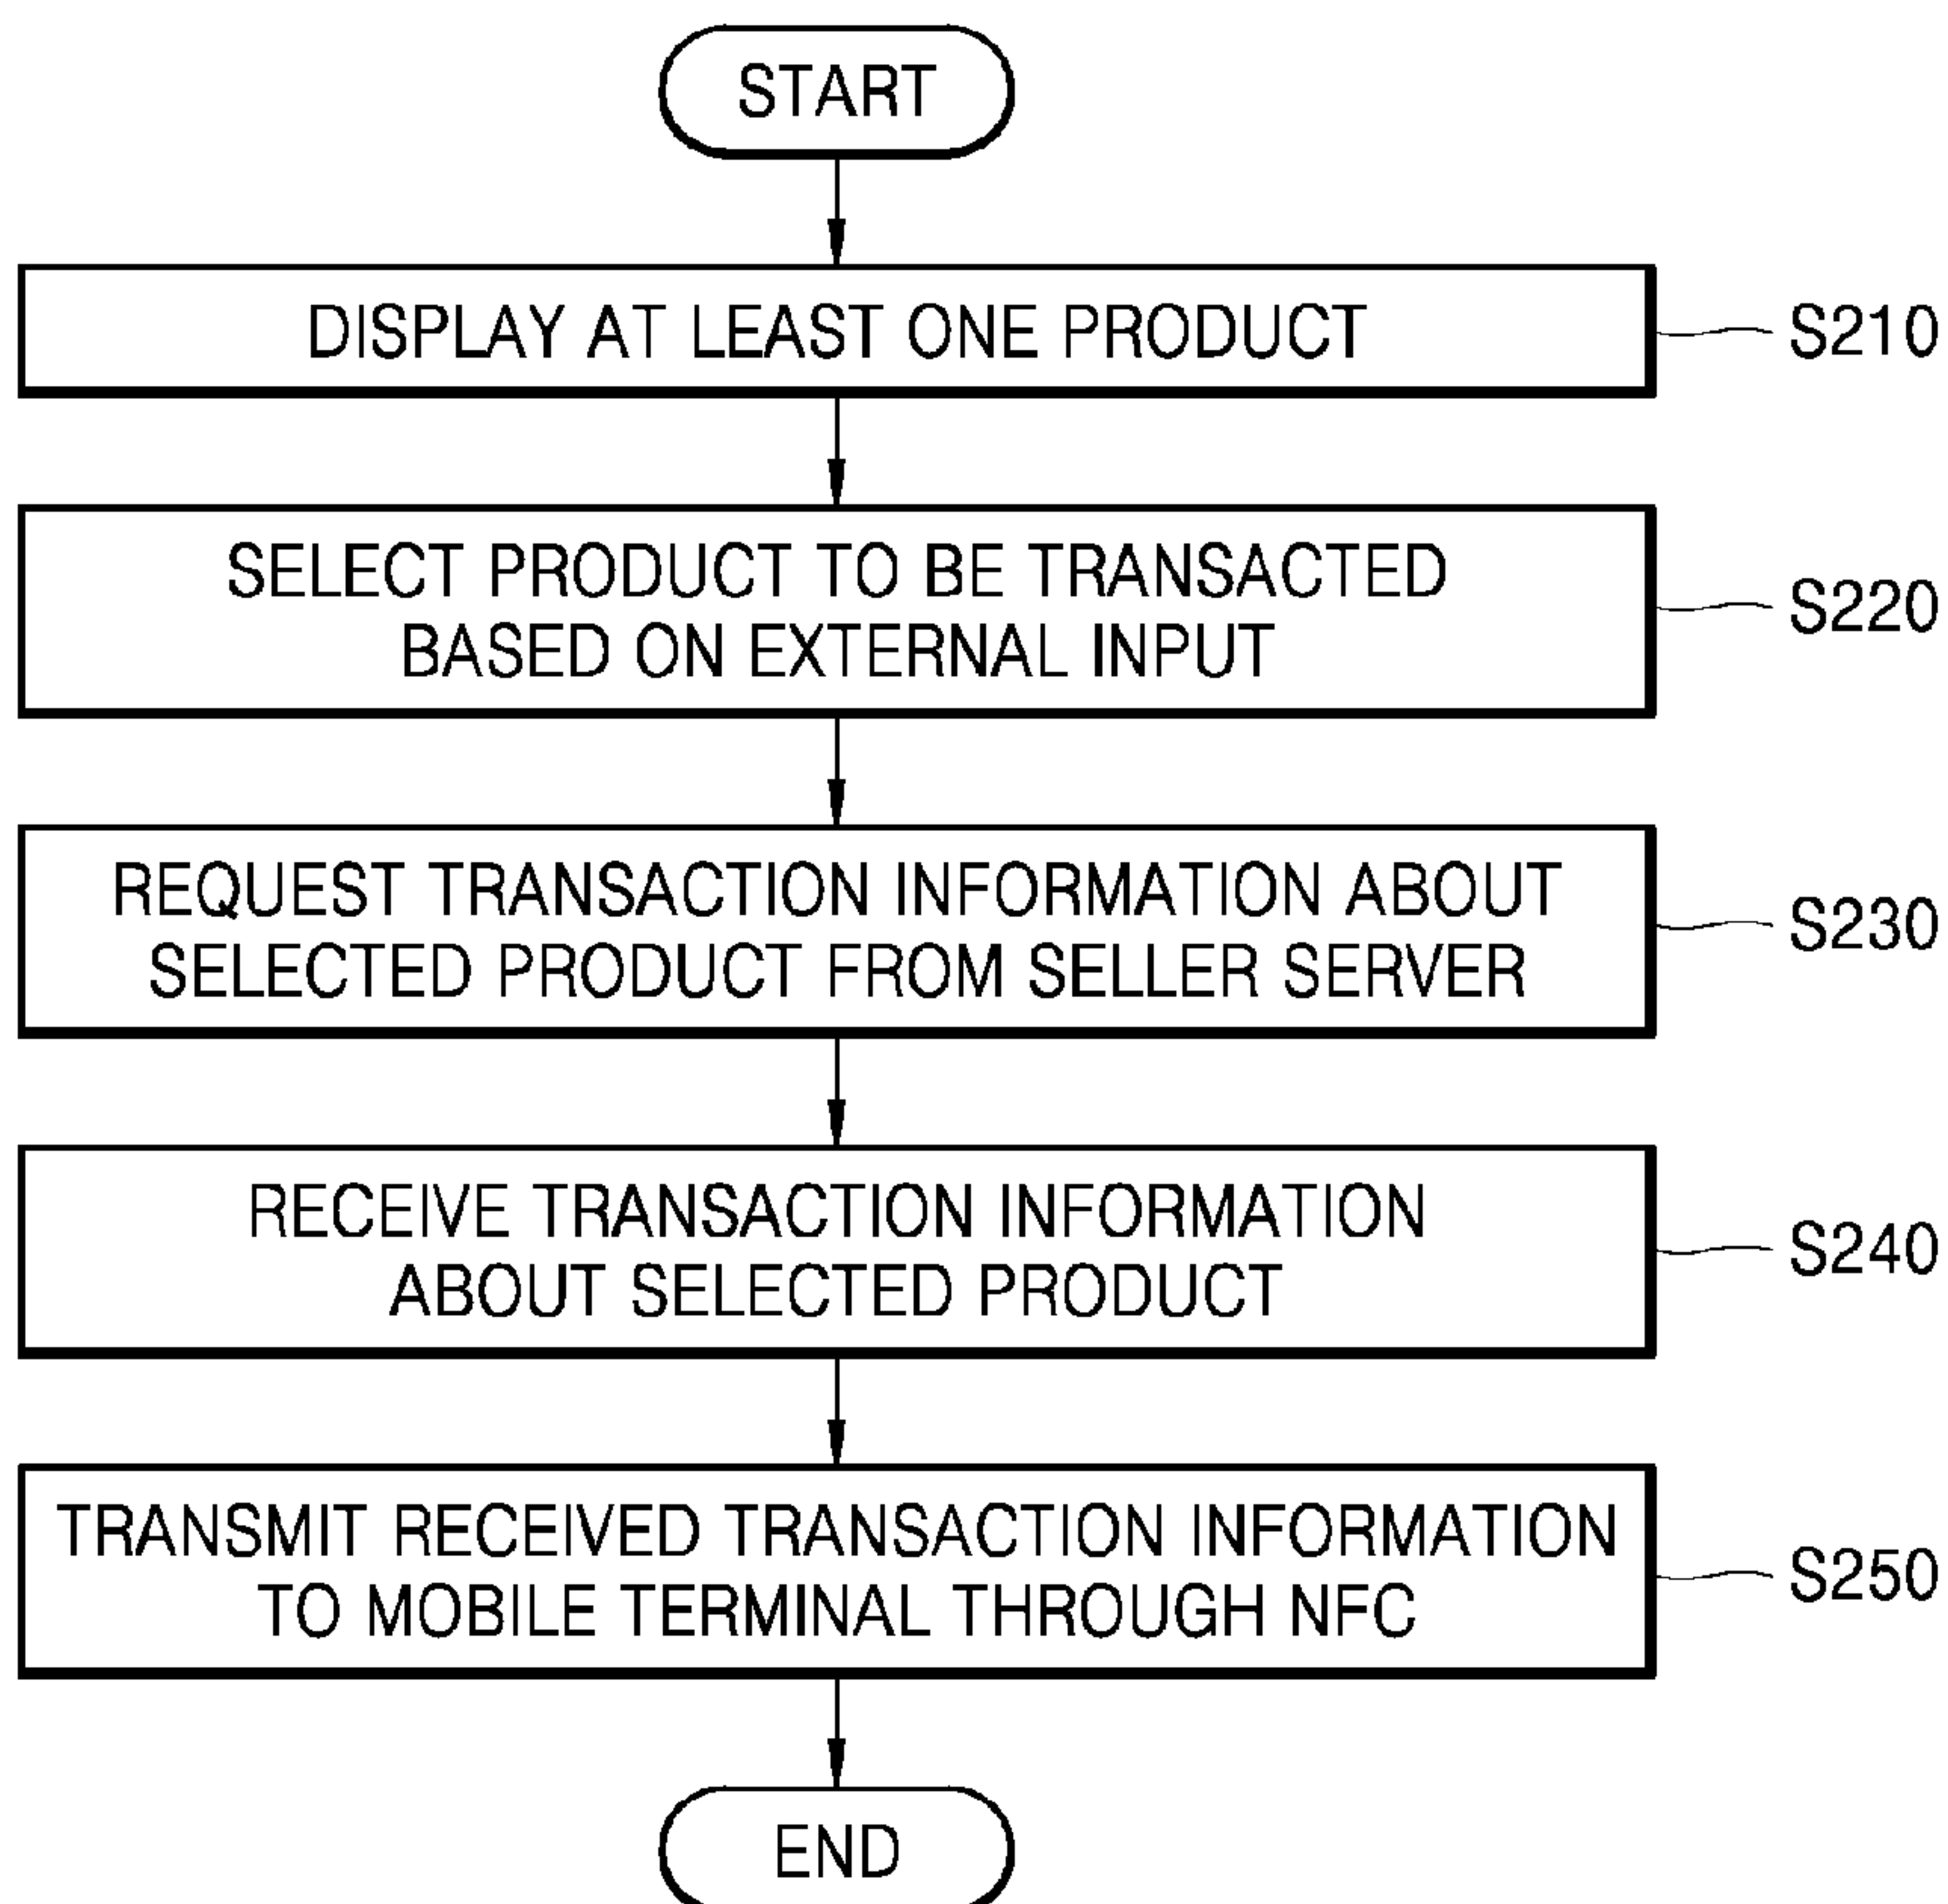 START
DISPLAY AT LEAST ONE PRODUCT
S210
SELECT PRODUCT TO BE TRANSACTED
BASED ON EXTERNAL INPUT
S220
REQUEST TRANSACTION INFORMATION ABOUT
SELECTED PRODUCT FROM SELLER SERVER
S230
RECEIVE TRANSACTION INFORMATION
ABOUT SELECTED PRODUCT
S240
TRANSMIT RECEIVED TRANSACTION INFORMATION
TO MOBILE TERMINAL THROUGH NFC
S250
END